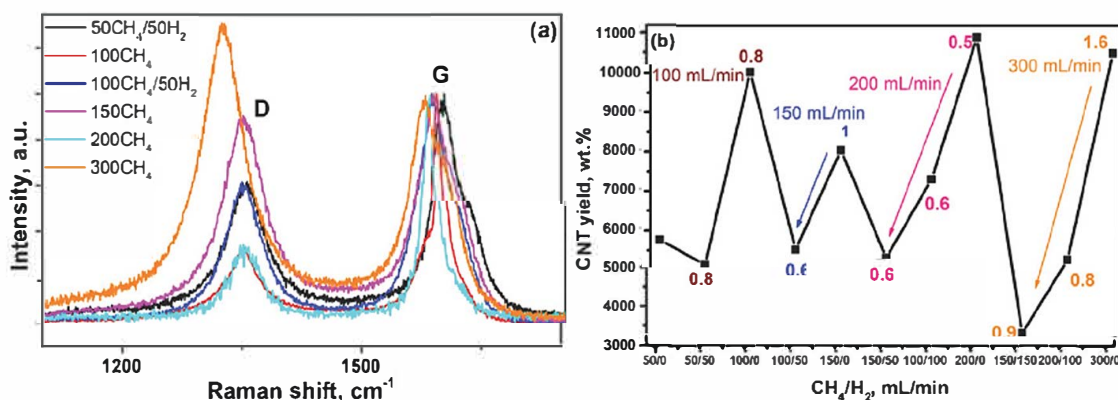 (a)
50CH₄/50H₂
100CH₄
100CH₄/50H₂
150CH₄
200CH₄
300CH₄
D
G
Intensity, a.u.
1200
1500
Raman shift, cm⁻¹
(b)
11000
10000
9000
8000
7000
6000
5000
4000
3000
CNT yield, wt.%
100 mL/min
150 mL/min
200 mL/min
300 mL/min
0.8
0.8
0.6
1
0.6
0.6
0.5
0.9
0.8
1.6
50/0
50/50
100/0
100/50
150/0
150/50
100/100
200/0
150/150
200/100
300/0
CH₄/H₂, mL/min